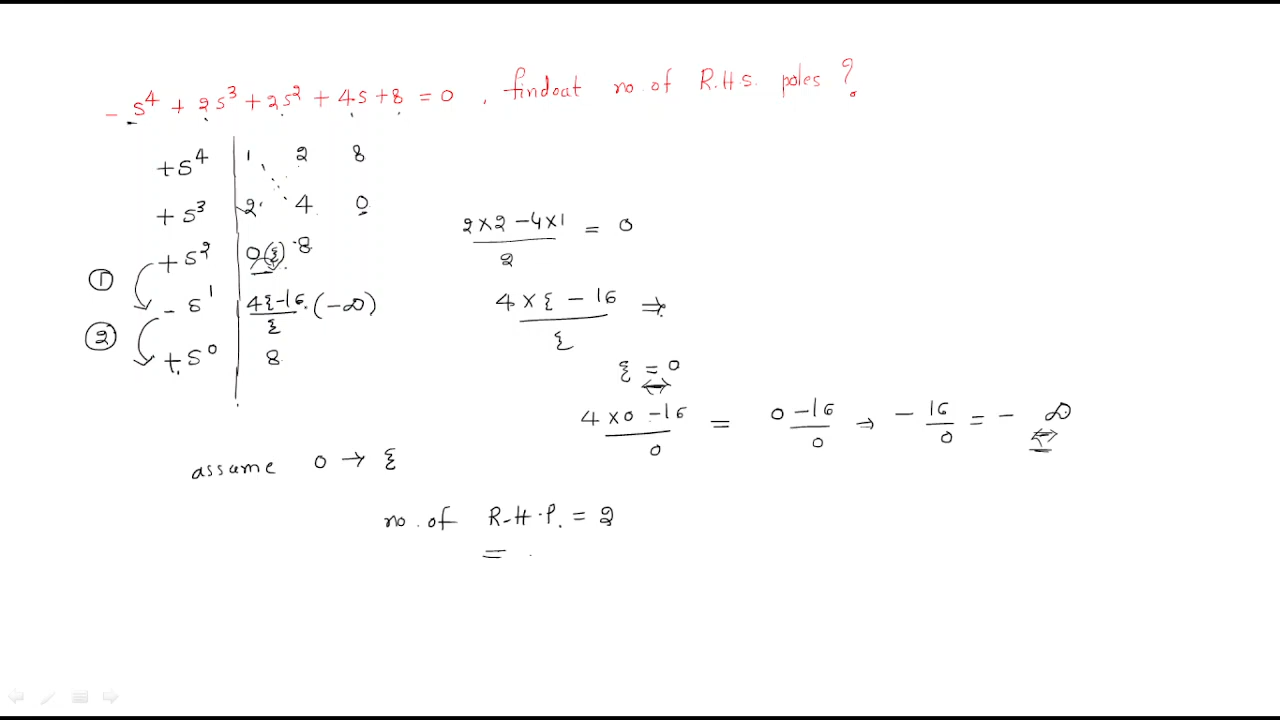 - s⁴ + 2s³ + 2s² + 4s + 8 = 0 , findout no. of R.H.S. poles ?
+s⁴ | 1 2 8
+ s³ | 2 4 0
+ s² | 0(ξ) 8
2×2 - 4×1 / 2 = 0
① - s¹ | 4ξ-16 / ξ (-∞)
4 × ξ - 16 / ξ ⇒
② + s⁰ | 8
ξ = 0
4 × 0 - 16 / 0 = 0 - 16 / 0 → - 16 / 0 = - ∞
assume 0 → ξ
no. of R-H.P. = 2
=